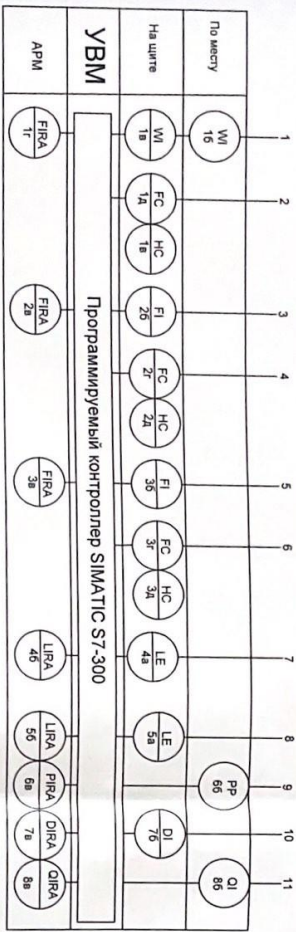 1 2 3 4 5 6 7 8 9 10 11
По месту
WI 1б
PP 6б
QI 8б
На щите
WI 1в
FC 1д
HC 1в
FI 2б
FC 2г
HC 2д
FI 3б
FC 3г
HC 3д
LE 4а
LE 5а
DI 7б
УВМ
Программируемый контроллер SIMATIC S7-300
АРМ
FIRA 1г
FIRA 2в
FIRA 3в
LIRA 4б
LIRA 5б
PIRA 6в
DIRA 7в
QIRA 8в